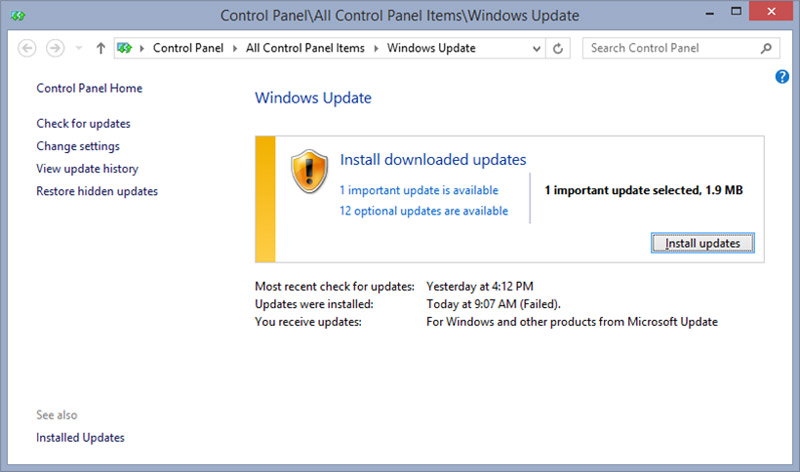 Control Panel\All Control Panel Items\Windows Update
Control Panel
All Control Panel Items
Windows Update
Search Control Panel
?
Control Panel Home
Check for updates
Change settings
View update history
Restore hidden updates
Windows Update
Install downloaded updates
1 important update is available
12 optional updates are available
1 important update selected, 1.9 MB
Install updates
Most recent check for updates: Yesterday at 4:12 PM
Updates were installed: Today at 9:07 AM (Failed).
You receive updates: For Windows and other products from Microsoft Update
See also
Installed Updates